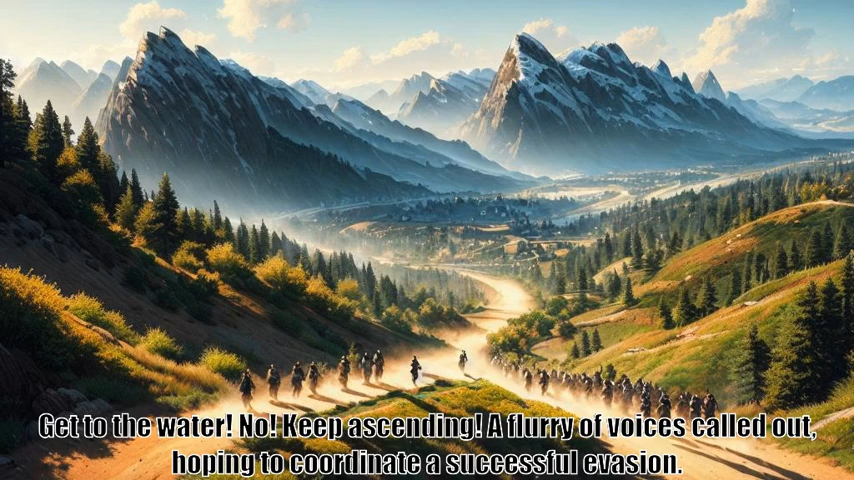 Get to the water! No! Keep ascending! A flurry of voices called out,
hoping to coordinate a successful evasion.